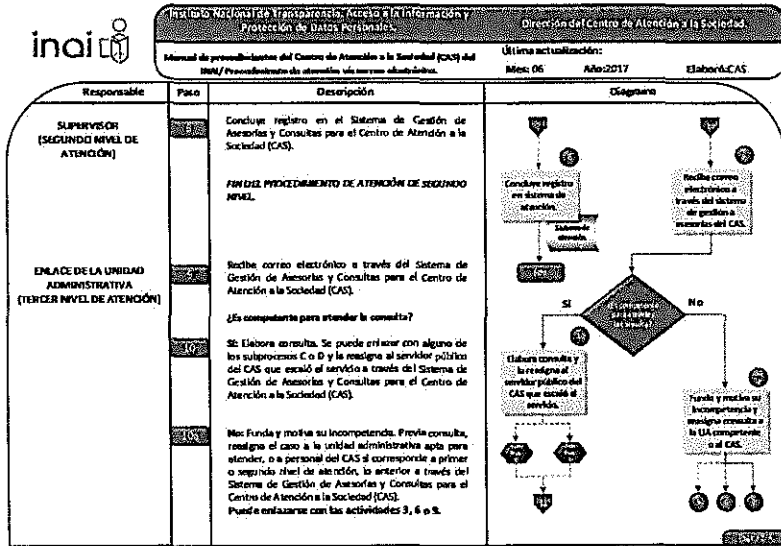 inai
Instituto Nacional de Transparencia, Acceso a la Información y
Protección de Datos Personales.
Dirección del Centro de Atención a la Sociedad.
Manual de procedimientos del Centro de Atención a la Sociedad (CAS) del
INAI/ Procedimiento de atención vía correo electrónico.
Última actualización:
Mes: 06 Año:2017 Elaboró:CAS
Responsable Paso Descripción Diagrama
SUPERVISOR
(SEGUNDO NIVEL DE
ATENCIÓN)
Concluye registro en el Sistema de Gestión de
Asesorías y Consultas para el Centro de Atención a la
Sociedad (CAS).
FIN DEL PROCEDIMIENTO DE ATENCIÓN DE SEGUNDO
NIVEL.
ENLACE DE LA UNIDAD
ADMINISTRATIVA
(TERCER NIVEL DE ATENCIÓN)
9
Recibe correo electrónico a través del Sistema de
Gestión de Asesorías y Consultas para el Centro de
Atención a la Sociedad (CAS).
¿Es competente para atender la consulta?
10
SÍ: Elabora consulta. Se puede enlazar con alguno de
los subprocesos C o D y la reasigna al servidor público
del CAS que escaló el servicio a través del Sistema de
Gestión de Asesorías y Consultas para el Centro de
Atención a la Sociedad (CAS).
10a
No: Funda y motiva su incompetencia. Previa consulta,
reasigna el caso a la unidad administrativa apta para
atender, o a personal del CAS si corresponde a primer
o segundo nivel de atención, lo anterior a través del
Sistema de Gestión de Asesorías y Consultas para el
Centro de Atención a la Sociedad (CAS).
Puede enlazarse con las actividades 3, 6 o 9.
Concluye registro
en sistema de
atención.
Sistema de
atención
Fin
Recibe correo
electrónico a
través del sistema
de gestión a
asesorías del CAS.
¿Es competente
para atender
la consulta?
SÍ
No
Elabora consulta y
la reasigna al
servidor público del
CAS que escaló el
servicio.
Funda y motiva su
incompetencia y
reasigna consulta a
la UA competente
o al CAS.